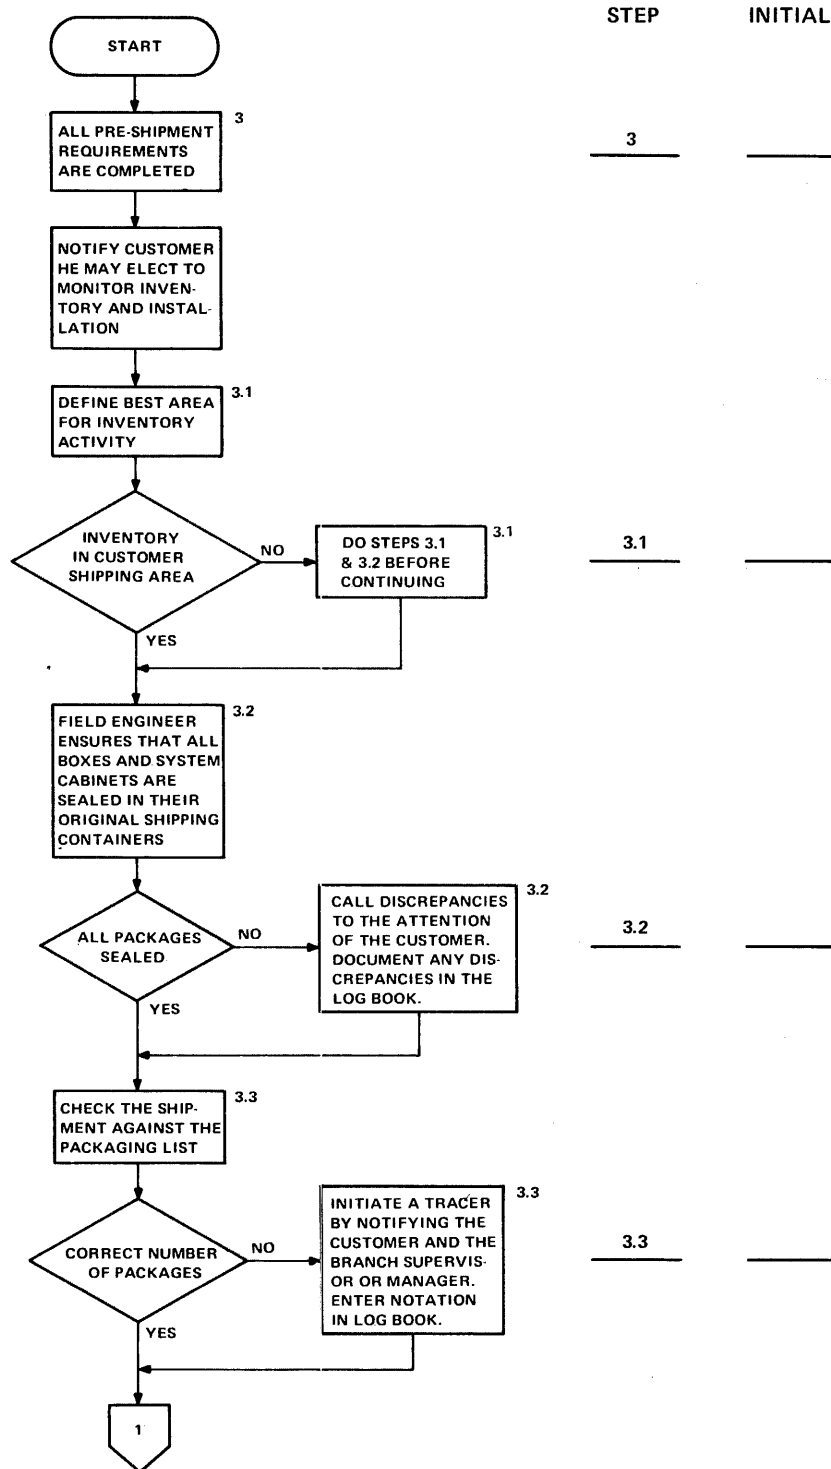 STEP INITIAL
START
3
ALL PRE-SHIPMENT
REQUIREMENTS
ARE COMPLETED
3
NOTIFY CUSTOMER
HE MAY ELECT TO
MONITOR INVEN-
TORY AND INSTAL-
LATION
3.1
DEFINE BEST AREA
FOR INVENTORY
ACTIVITY
INVENTORY
IN CUSTOMER
SHIPPING AREA
NO
3.1
DO STEPS 3.1
& 3.2 BEFORE
CONTINUING
3.1
YES
3.2
FIELD ENGINEER
ENSURES THAT ALL
BOXES AND SYSTEM
CABINETS ARE
SEALED IN THEIR
ORIGINAL SHIPPING
CONTAINERS
ALL PACKAGES
SEALED
NO
3.2
CALL DISCREPANCIES
TO THE ATTENTION
OF THE CUSTOMER.
DOCUMENT ANY DIS-
CREPANCIES IN THE
LOG BOOK.
3.2
YES
3.3
CHECK THE SHIP-
MENT AGAINST THE
PACKAGING LIST
CORRECT NUMBER
OF PACKAGES
NO
3.3
INITIATE A TRACER
BY NOTIFYING THE
CUSTOMER AND THE
BRANCH SUPERVIS-
OR OR MANAGER.
ENTER NOTATION
IN LOG BOOK.
3.3
YES
1